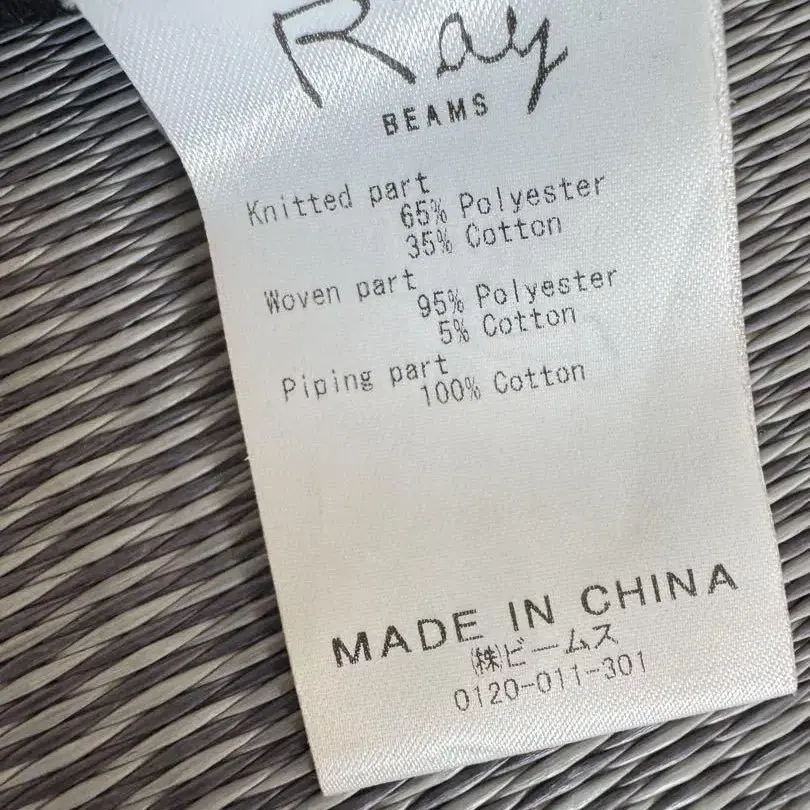 Ray
BEAMS
Knitted part
65% Polyester
35% Cotton
Woven part
95% Polyester
5% Cotton
Piping part
100% Cotton
MADE IN CHINA
㈱ビームス
0120-011-301